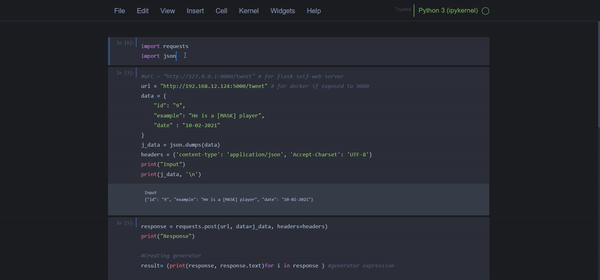 File Edit View Insert Cell Kernel Widgets Help Trusted Python 3 (ipykernel)
In [6]: import requests
import json
In [7]: #url = "http://127.0.0.1:5000/tweet" # for flask self-web server
url = "http://192.168.12.124:5000/tweet" # for docker if exposed to 5000
data = {
"id": "9",
"example": "He is a [MASK] player",
"date" : "10-02-2021"
}
j_data = json.dumps(data)
headers = {'content-type': 'application/json', 'Accept-Charset': 'UTF-8'}
print("Input")
print(j_data, '\n')
Input
{"id": "9", "example": "He is a [MASK] player", "date": "10-02-2021"}
response = requests.post(url, data=j_data, headers=headers)
print("Response")
#Creating generator
result= (print(response, response.text)for i in response ) #generator expression